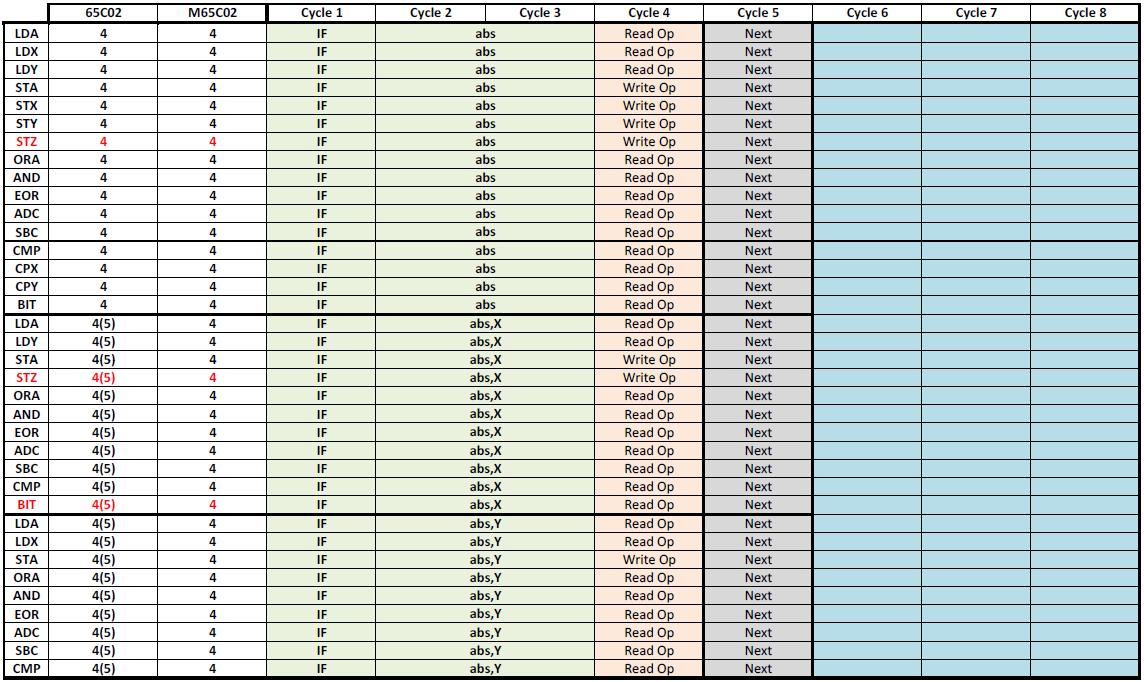 65C02 M65C02 Cycle 1 Cycle 2 Cycle 3 Cycle 4 Cycle 5 Cycle 6 Cycle 7 Cycle 8
LDA 4 4 IF abs Read Op Next
LDX 4 4 IF abs Read Op Next
LDY 4 4 IF abs Read Op Next
STA 4 4 IF abs Write Op Next
STX 4 4 IF abs Write Op Next
STY 4 4 IF abs Write Op Next
STZ 4 4 IF abs Write Op Next
ORA 4 4 IF abs Read Op Next
AND 4 4 IF abs Read Op Next
EOR 4 4 IF abs Read Op Next
ADC 4 4 IF abs Read Op Next
SBC 4 4 IF abs Read Op Next
CMP 4 4 IF abs Read Op Next
CPX 4 4 IF abs Read Op Next
CPY 4 4 IF abs Read Op Next
BIT 4 4 IF abs Read Op Next
LDA 4(5) 4 IF abs,X Read Op Next
LDY 4(5) 4 IF abs,X Read Op Next
STA 4(5) 4 IF abs,X Write Op Next
STZ 4(5) 4 IF abs,X Write Op Next
ORA 4(5) 4 IF abs,X Read Op Next
AND 4(5) 4 IF abs,X Read Op Next
EOR 4(5) 4 IF abs,X Read Op Next
ADC 4(5) 4 IF abs,X Read Op Next
SBC 4(5) 4 IF abs,X Read Op Next
CMP 4(5) 4 IF abs,X Read Op Next
BIT 4(5) 4 IF abs,X Read Op Next
LDA 4(5) 4 IF abs,Y Read Op Next
LDX 4(5) 4 IF abs,Y Read Op Next
STA 4(5) 4 IF abs,Y Write Op Next
ORA 4(5) 4 IF abs,Y Read Op Next
AND 4(5) 4 IF abs,Y Read Op Next
EOR 4(5) 4 IF abs,Y Read Op Next
ADC 4(5) 4 IF abs,Y Read Op Next
SBC 4(5) 4 IF abs,Y Read Op Next
CMP 4(5) 4 IF abs,Y Read Op Next